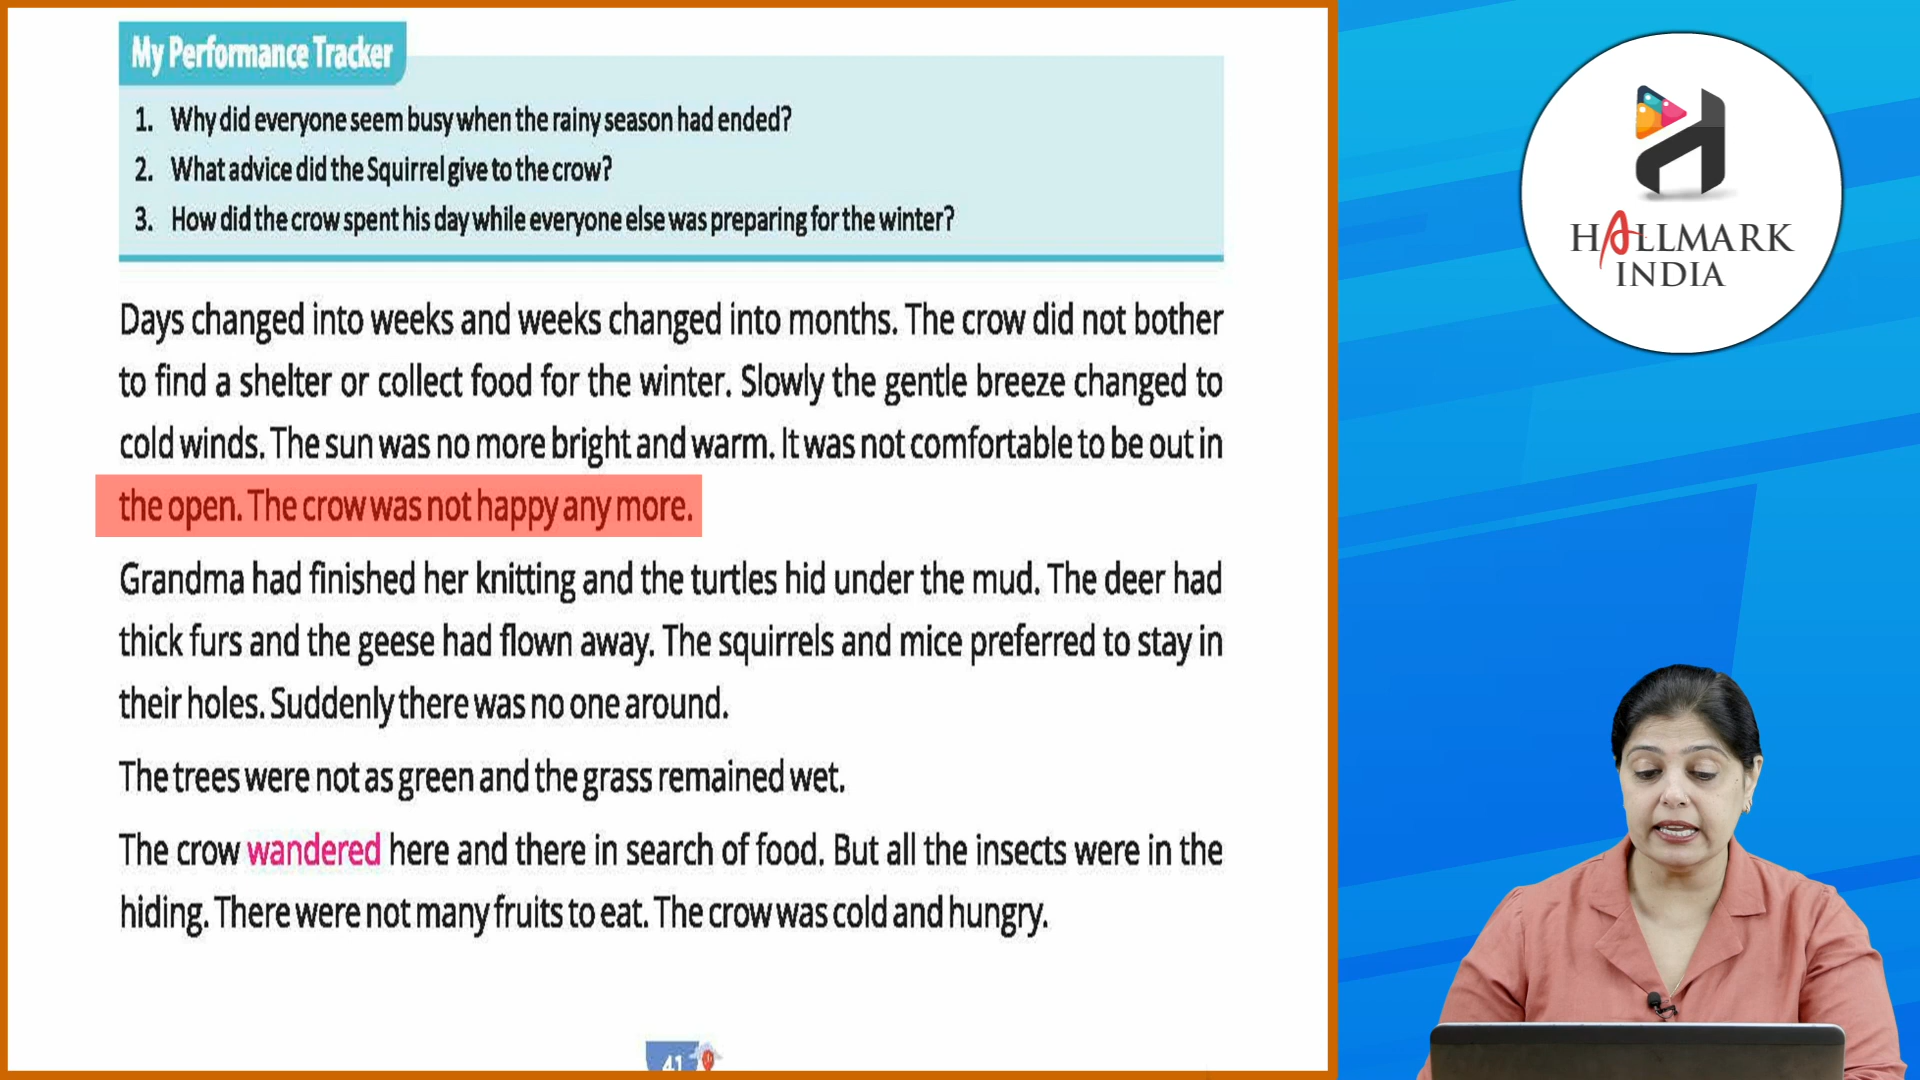 My Performance Tracker
1. Why did everyone seem busy when the rainy season had ended?
2. What advice did the Squirrel give to the crow?
3. How did the crow spent his day while everyone else was preparing for the winter?
Days changed into weeks and weeks changed into months. The crow did not bother
to find a shelter or collect food for the winter. Slowly the gentle breeze changed to
cold winds. The sun was no more bright and warm. It was not comfortable to be out in
the open. The crow was not happy any more.
Grandma had finished her knitting and the turtles hid under the mud. The deer had
thick furs and the geese had flown away. The squirrels and mice preferred to stay in
their holes. Suddenly there was no one around.
The trees were not as green and the grass remained wet.
The crow wandered here and there in search of food. But all the insects were in the
hiding. There were not many fruits to eat. The crow was cold and hungry.
41
HALLMARK
INDIA